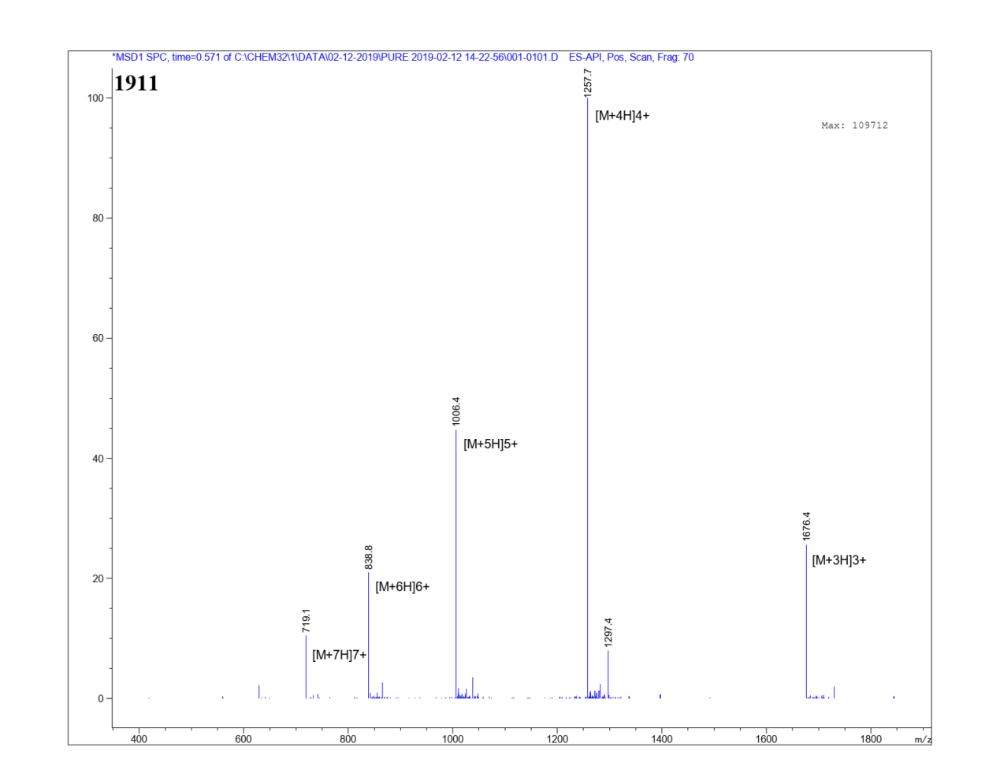 *MSD1 SPC, time=0.571 of C:\CHEM32\1\DATA\02-12-2019\PURE 2019-02-12 14-22-56\001-0101.D    ES-API, Pos, Scan, Frag: 70
1911
1257.7
100
[M+4H]4+
Max: 109712
80
60
1006.4
[M+5H]5+
40
1676.4
838.8
[M+3H]3+
20
[M+6H]6+
719.1
1297.4
[M+7H]7+
0
400 600 800 1000 1200 1400 1600 1800 m/z